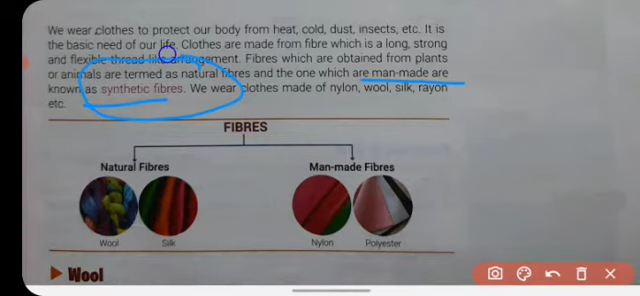 We wear clothes to protect our body from heat, cold, dust, insects, etc. It is
the basic need of our life. Clothes are made from fibre which is a long, strong
and flexible thread-like arrangement. Fibres which are obtained from plants
or animals are termed as natural fibres and the one which are man-made are
known as synthetic fibres. We wear clothes made of nylon, wool, silk, rayon
etc.
FIBRES
Natural Fibres Man-made Fibres
Wool Silk Nylon Polyester
Wool